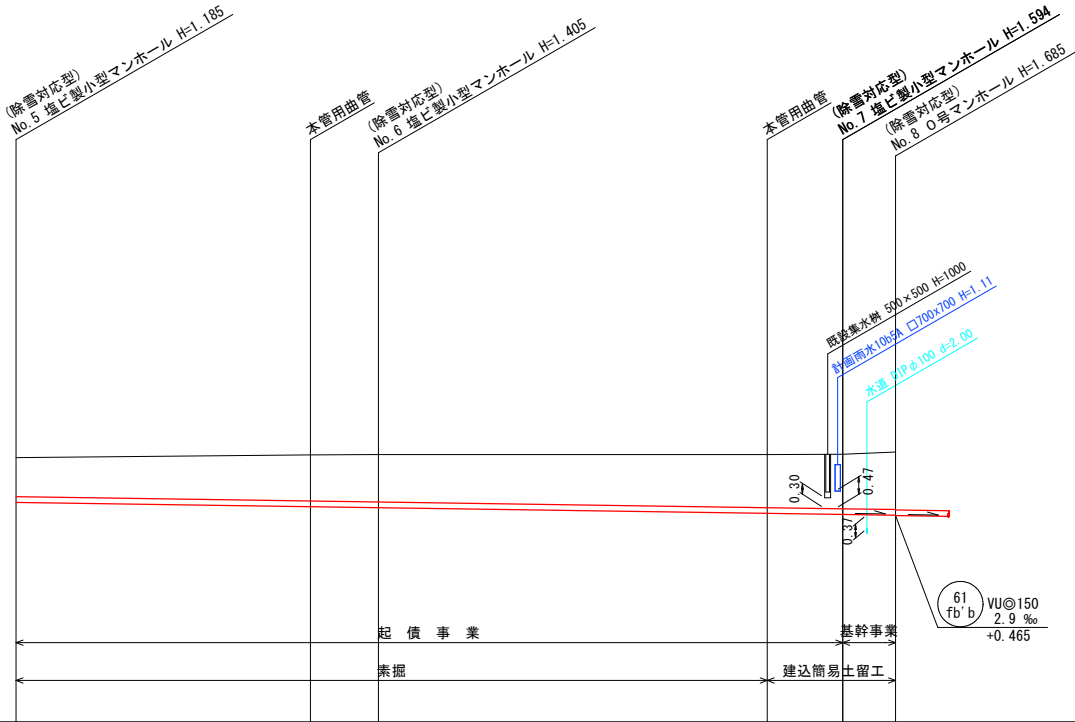 (除雪対応型)
No.5 塩ビ製小型マンホール H=1.185
本管用曲管
(除雪対応型)
No.6 塩ビ製小型マンホール H=1.405
本管用曲管
(除雪対応型)
No.7 塩ビ製小型マンホール H=1.594
(除雪対応型)
No.8 0号マンホール H=1.685
既設集水桝 500×500 H=1000
計画雨水10b5A □700x700 H=1.11
水道 DIPφ100 d=2.00
0.30
0.47
0.37
61
fb'b
VU◎150
2.9 ‰
+0.465
起 債 事 業
基幹事業
素掘
建込簡易土留工